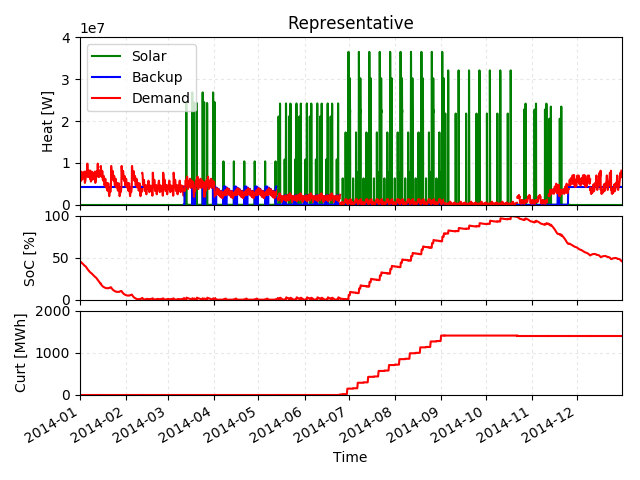 Representative
1e7
4
3
2
1
0
Heat [W]
Solar
Backup
Demand
100
50
0
SoC [%]
2000
1000
0
Curt [MWh]
2014-01
2014-02
2014-03
2014-04
2014-05
2014-06
2014-07
2014-08
2014-09
2014-10
2014-11
2014-12
Time